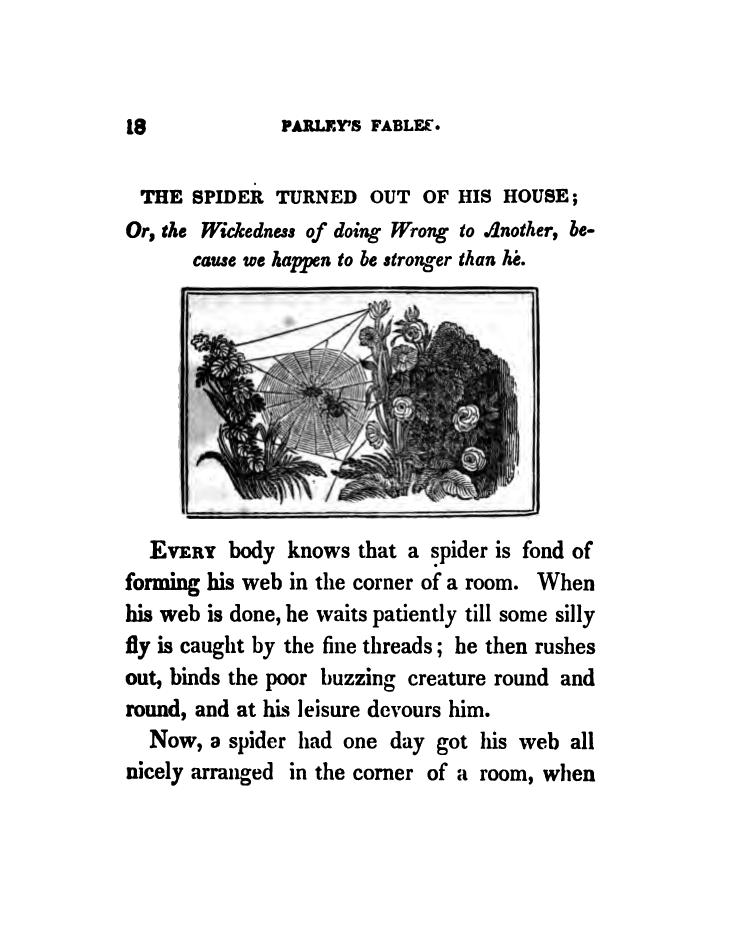 18 PARLEY'S FABLES.
THE SPIDER TURNED OUT OF HIS HOUSE;
Or, the Wickedness of doing Wrong to Another, be-
cause we happen to be stronger than he.
EVERY body knows that a spider is fond of
forming his web in the corner of a room. When
his web is done, he waits patiently till some silly
fly is caught by the fine threads; he then rushes
out, binds the poor buzzing creature round and
round, and at his leisure devours him.
Now, a spider had one day got his web all
nicely arranged in the corner of a room, when